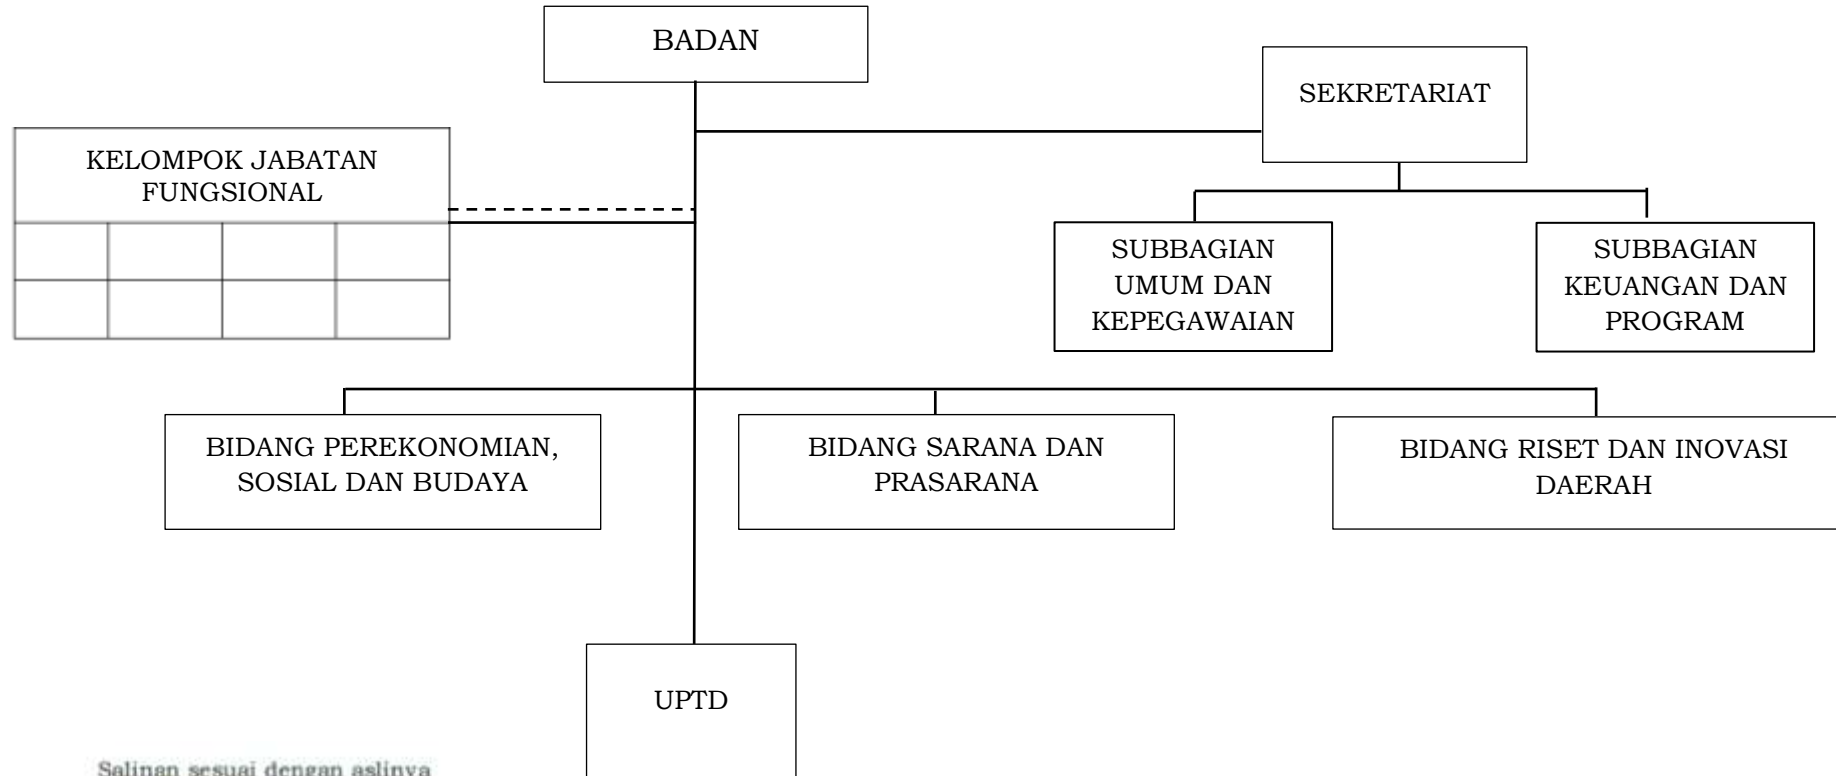 BADAN
SEKRETARIAT
KELOMPOK JABATAN
FUNGSIONAL
SUBBAGIAN
UMUM DAN
KEPEGAWAIAN
SUBBAGIAN
KEUANGAN DAN
PROGRAM
BIDANG PEREKONOMIAN,
SOSIAL DAN BUDAYA
BIDANG SARANA DAN
PRASARANA
BIDANG RISET DAN INOVASI
DAERAH
UPTD
Salinan sesuai dengan aslinya